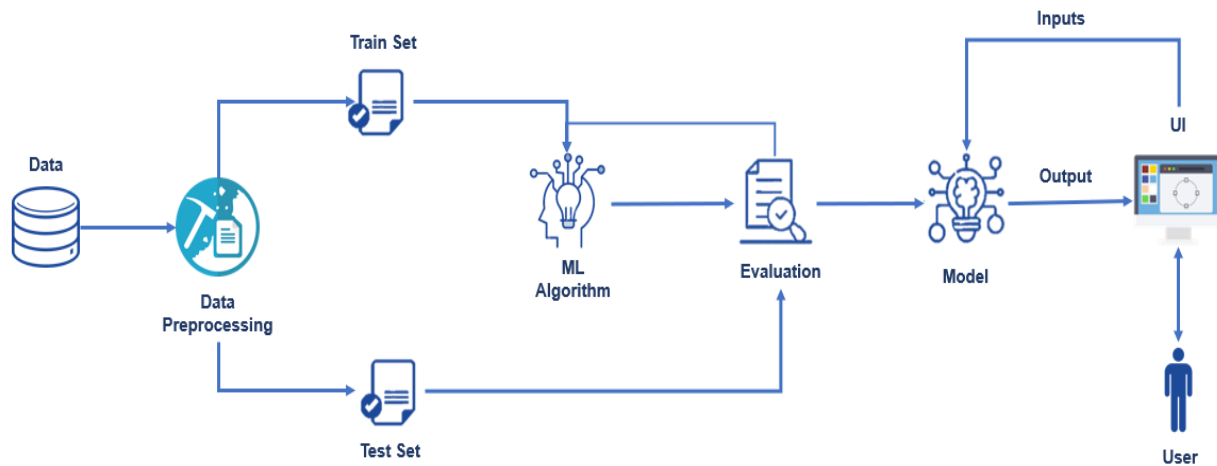 Inputs
Train Set
UI
Data
Output
ML
Algorithm
Evaluation
Model
Data
Preprocessing
Test Set
User